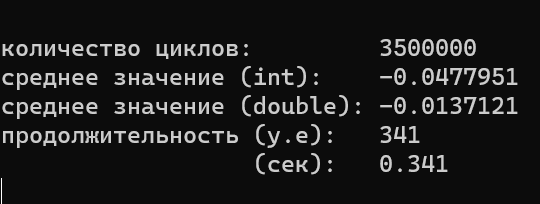 количество циклов: 3500000
среднее значение (int): -0.0477951
среднее значение (double): -0.0137121
продолжительность (у.е): 341
(сек): 0.341